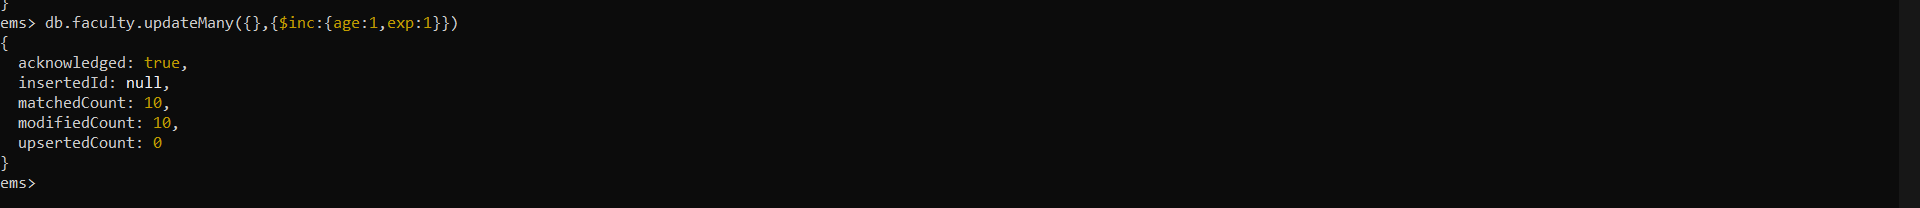 }
ems> db.faculty.updateMany({},{$inc:{age:1,exp:1}})
{
  acknowledged: true,
  insertedId: null,
  matchedCount: 10,
  modifiedCount: 10,
  upsertedCount: 0
}
ems>